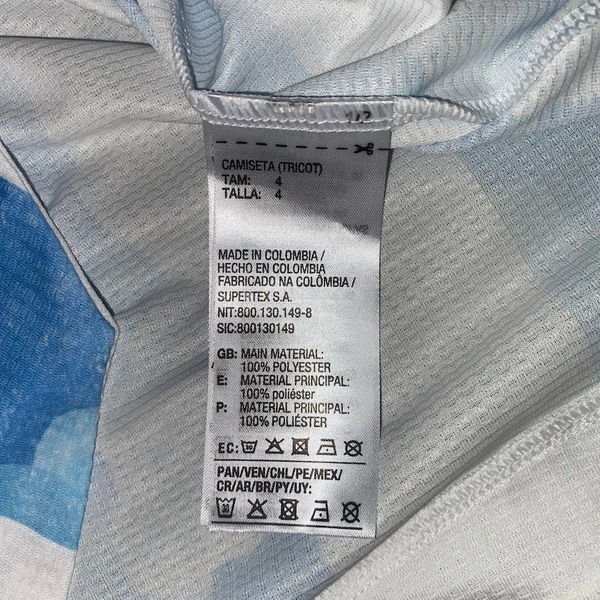 CAMISETA (TRICOT)
TAM: 4
TALLA: 4
MADE IN COLOMBIA /
HECHO EN COLOMBIA
FABRICADO NA COLÔMBIA /
SUPERTEX S.A.
NIT:800.130.149-8
SIC:800130149
GB: MAIN MATERIAL:
100% POLYESTER
E: MATERIAL PRINCIPAL:
100% poliéster
P: MATERIAL PRINCIPAL:
100% POLIÉSTER
EC: 30
PAN/VEN/CHL/PE/MEX/
CR/AR/BR/PY/UY:
30